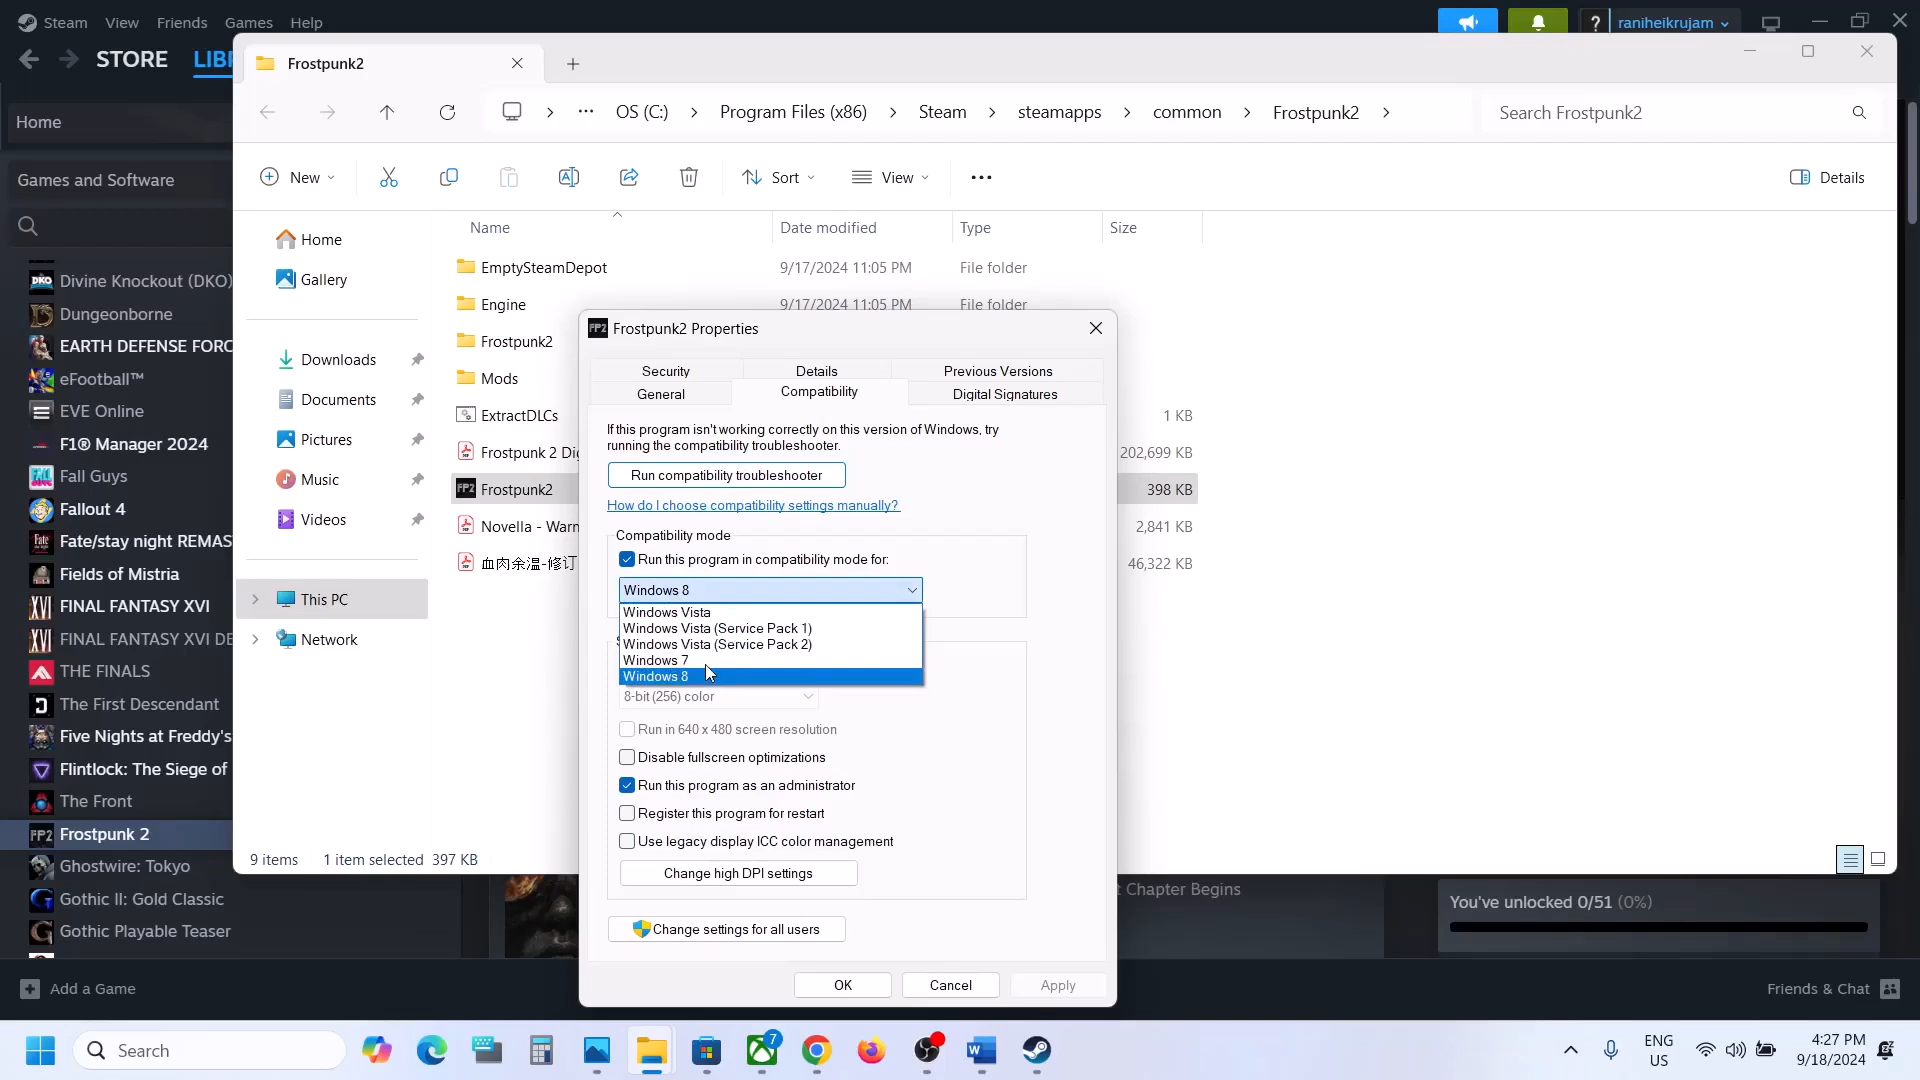 Steam View Friends Games Help
raniheikrujam
STORE LIB
Frostpunk2
OS (C:) Program Files (x86) Steam steamapps common Frostpunk2
Search Frostpunk2
New Sort View Details
Home
Games and Software
Divine Knockout (DKO)
Dungeonborne
EARTH DEFENSE FORC
eFootball™
EVE Online
F1® Manager 2024
Fall Guys
Fallout 4
Fate/stay night REMAS
Fields of Mistria
FINAL FANTASY XVI
FINAL FANTASY XVI DE
THE FINALS
The First Descendant
Five Nights at Freddy's
Flintlock: The Siege of
The Front
Frostpunk 2
Ghostwire: Tokyo
Gothic II: Gold Classic
Gothic Playable Teaser
Add a Game
Home
Gallery
Downloads
Documents
Pictures
Music
Videos
This PC
Network
Name Date modified Type Size
EmptySteamDepot 9/17/2024 11:05 PM File folder
Engine 9/17/2024 11:05 PM File folder
Frostpunk2
Mods
ExtractDLCs 1 KB
Frostpunk 2 Di 202,699 KB
Frostpunk2 398 KB
Novella - Warn 2,841 KB
血肉余温-修订 46,322 KB
9 items 1 item selected 397 KB
Frostpunk2 Properties
Security Details Previous Versions
General Compatibility Digital Signatures
If this program isn't working correctly on this version of Windows, try
running the compatibility troubleshooter.
Run compatibility troubleshooter
How do I choose compatibility settings manually?
Compatibility mode
Run this program in compatibility mode for:
Windows 8
Windows Vista
Windows Vista (Service Pack 1)
Windows Vista (Service Pack 2)
Windows 7
Windows 8
8-bit (256) color
Run in 640 x 480 screen resolution
Disable fullscreen optimizations
Run this program as an administrator
Register this program for restart
Use legacy display ICC color management
Change high DPI settings
Change settings for all users
OK Cancel Apply
t Chapter Begins
You've unlocked 0/51 (0%)
Friends & Chat
Search
7
ENG
US
4:27 PM
9/18/2024